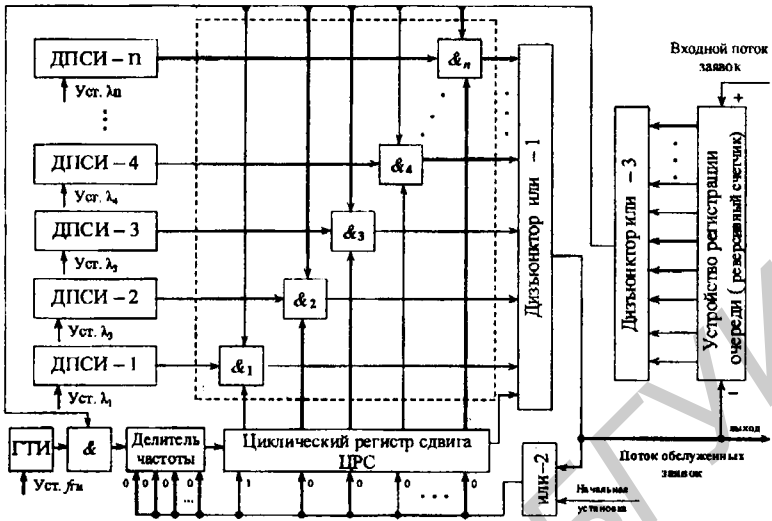 ДПСИ – n
Уст. λn
ДПСИ – 4
Уст. λ4
ДПСИ – 3
Уст. λ3
ДПСИ – 2
Уст. λ2
ДПСИ – 1
Уст. λ1
&n
&4
&3
&2
&1
Дизъюнктор или – 1
Дизъюнктор или – 3
Входной поток
заявок
+
Устройство регистрации
очереди ( реверсивный счетчик)
–
выход
Поток обслуженных
заявок
ГТИ
&
Делитель
частоты
Циклический регистр сдвига
ЦРС
или–2
Начальная
установка
Уст. fги
0 0 0 0 1 0 0 0 0
... ...
БГУИ